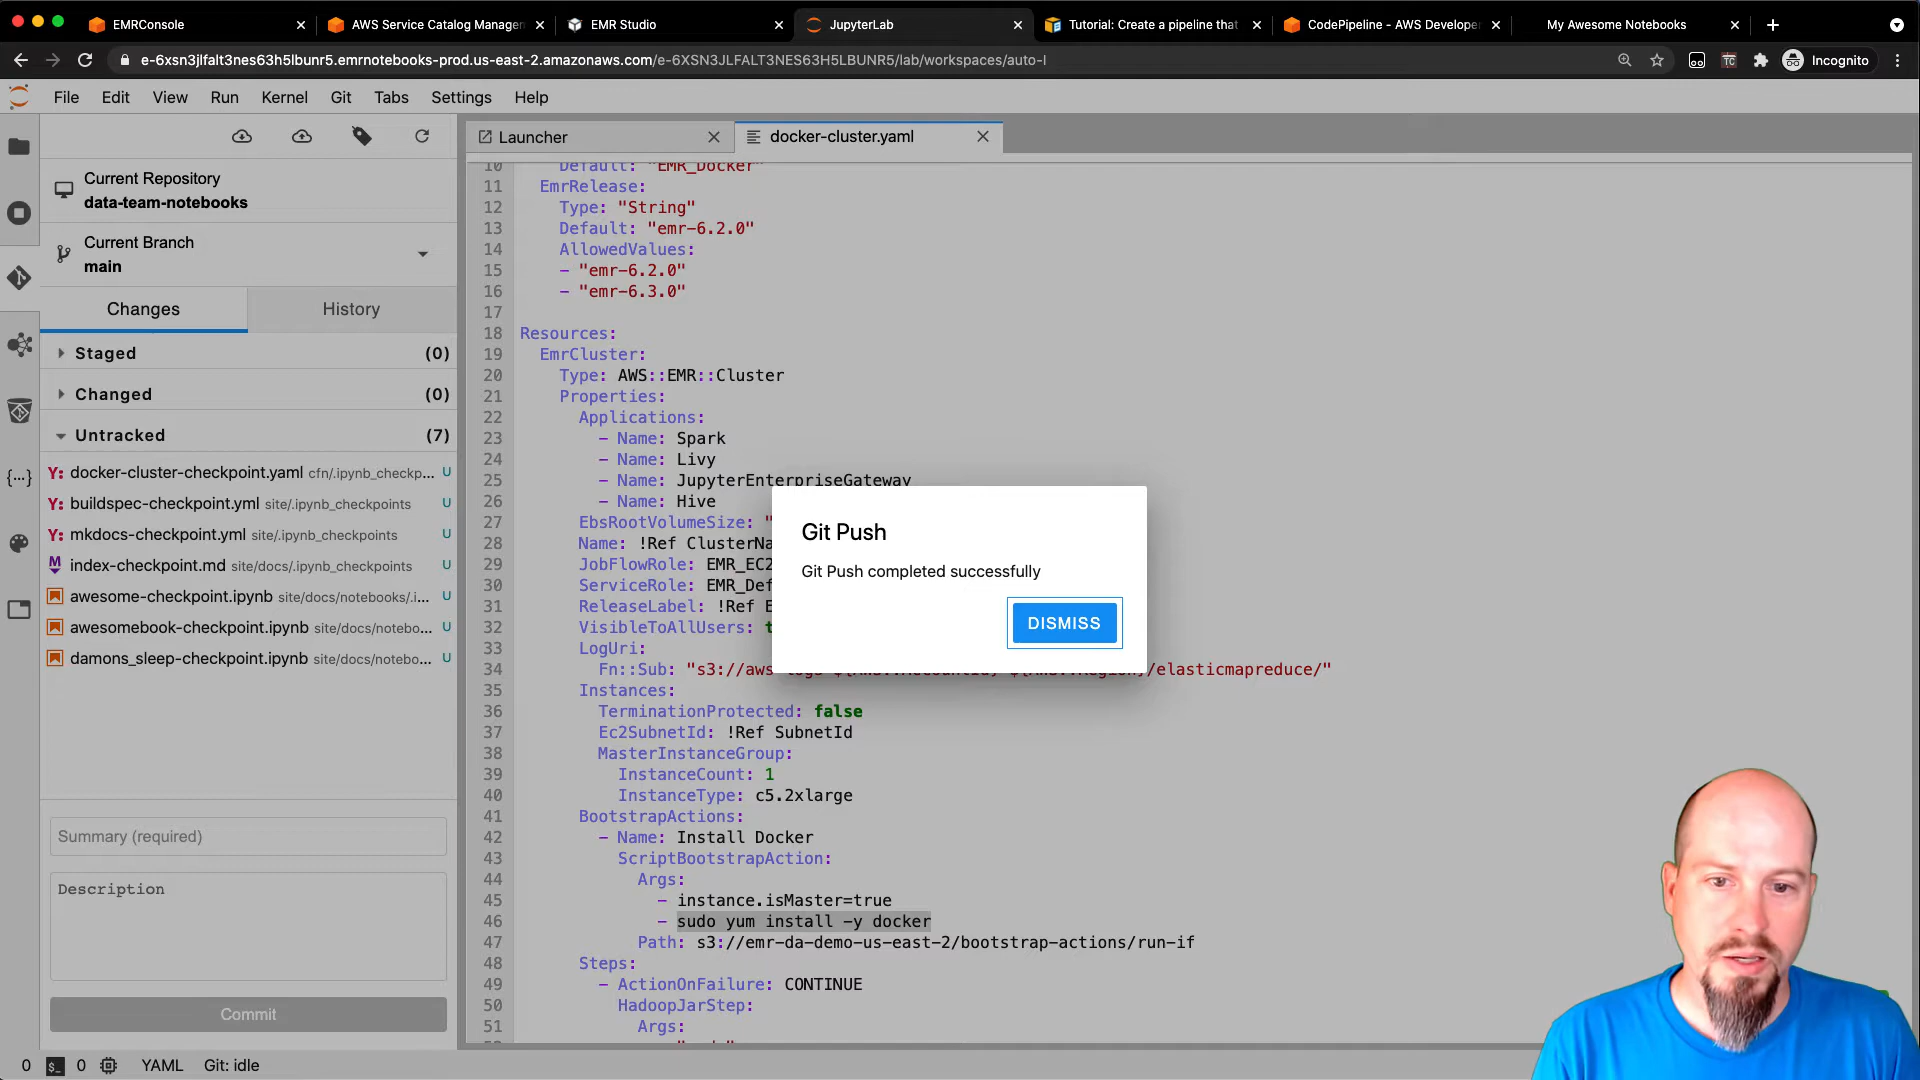 EMRConsole
AWS Service Catalog Manager
EMR Studio
JupyterLab
Tutorial: Create a pipeline that
CodePipeline - AWS Developer
My Awesome Notebooks
e-6xsn3jlfalt3nes63h5lbunr5.emrnotebooks-prod.us-east-2.amazonaws.com/e-6XSN3JLFALT3NES63H5LBUNR5/lab/workspaces/auto-l
TC
Incognito
File Edit View Run Kernel Git Tabs Settings Help
Current Repository
data-team-notebooks
Current Branch
main
Changes
History
Staged (0)
Changed (0)
Untracked (7)
Y: docker-cluster-checkpoint.yaml cfn/.ipynb_checkp... U
Y: buildspec-checkpoint.yml site/.ipynb_checkpoints U
Y: mkdocs-checkpoint.yml site/.ipynb_checkpoints U
M index-checkpoint.md site/docs/.ipynb_checkpoints U
awesome-checkpoint.ipynb site/docs/notebooks/.i... U
awesomebook-checkpoint.ipynb site/docs/notebo... U
damons_sleep-checkpoint.ipynb site/docs/notebo... U
Summary (required)
Description
Commit
Launcher
docker-cluster.yaml
10 Default: "EMR_Docker"
11 EmrRelease:
12 Type: "String"
13 Default: "emr-6.2.0"
14 AllowedValues:
15 - "emr-6.2.0"
16 - "emr-6.3.0"
17
18 Resources:
19 EmrCluster:
20 Type: AWS::EMR::Cluster
21 Properties:
22 Applications:
23 - Name: Spark
24 - Name: Livy
25 - Name: JupyterEnterpriseGateway
26 - Name: Hive
27 EbsRootVolumeSize: "
28 Name: !Ref ClusterNa
29 JobFlowRole: EMR_EC2
30 ServiceRole: EMR_Def
31 ReleaseLabel: !Ref E
32 VisibleToAllUsers: t
33 LogUri:
34 Fn::Sub: "s3://aws-logs-${AWS::AccountId}-${AWS::Region}/elasticmapreduce/"
35 Instances:
36 TerminationProtected: false
37 Ec2SubnetId: !Ref SubnetId
38 MasterInstanceGroup:
39 InstanceCount: 1
40 InstanceType: c5.2xlarge
41 BootstrapActions:
42 - Name: Install Docker
43 ScriptBootstrapAction:
44 Args:
45 - instance.isMaster=true
46 - sudo yum install -y docker
47 Path: s3://emr-da-demo-us-east-2/bootstrap-actions/run-if
48 Steps:
49 - ActionOnFailure: CONTINUE
50 HadoopJarStep:
51 Args:
Git Push
Git Push completed successfully
DISMISS
0 $_ 0 YAML Git: idle